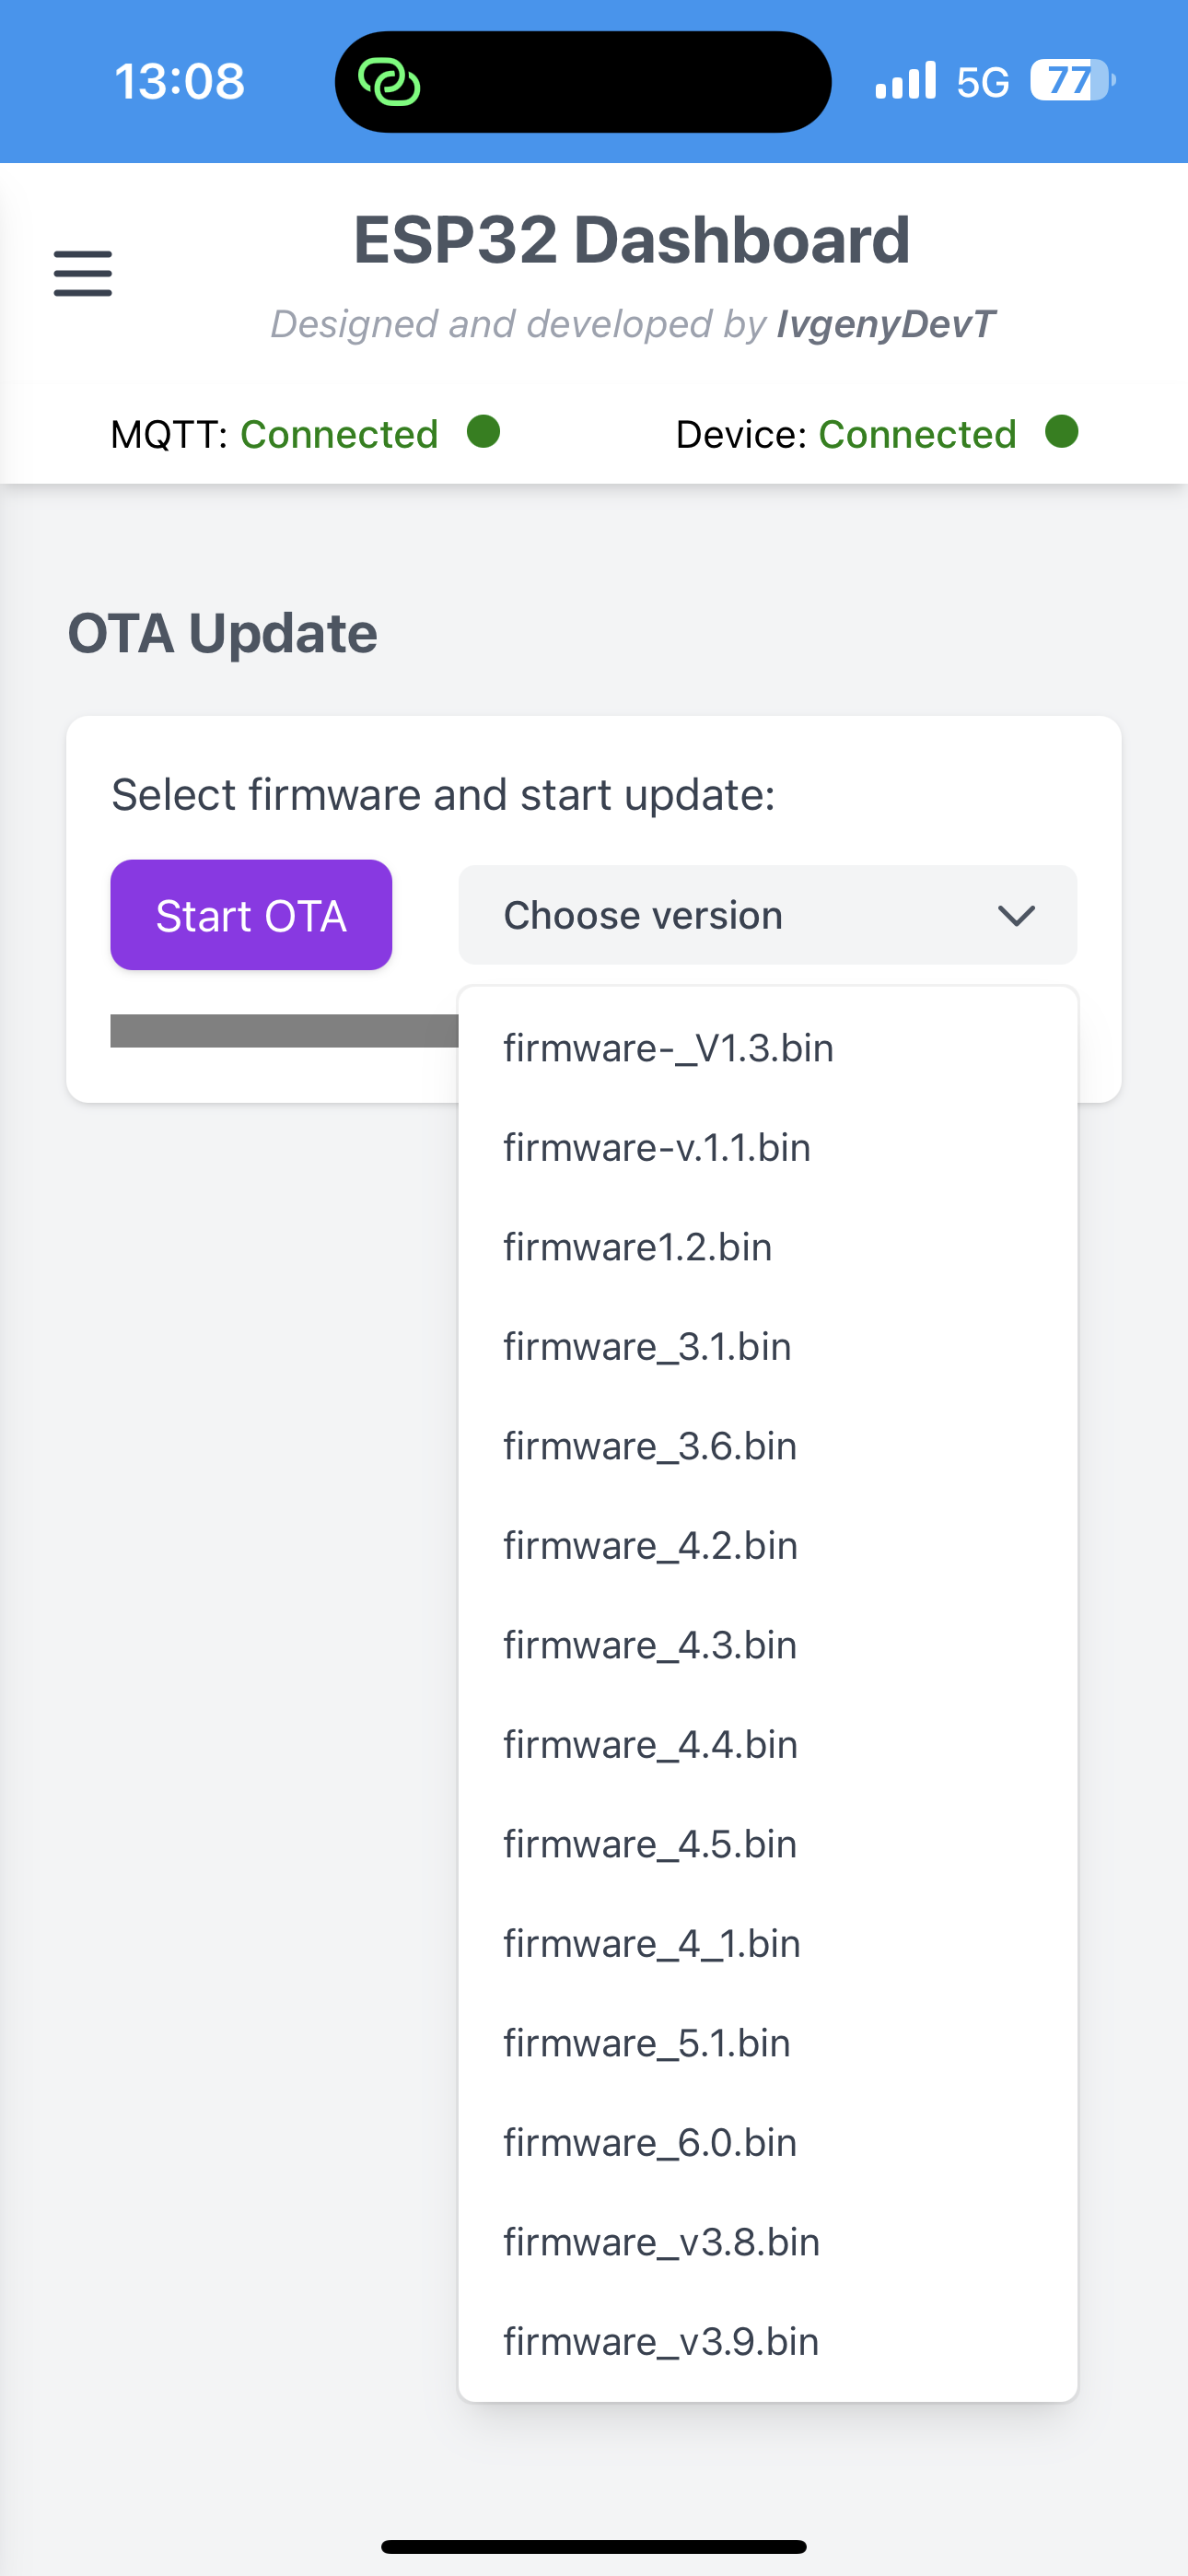 13:08 5G 77
ESP32 Dashboard
Designed and developed by IvgenyDevT
MQTT: Connected Device: Connected
OTA Update
Select firmware and start update:
Start OTA Choose version
firmware-_V1.3.bin
firmware-v.1.1.bin
firmware1.2.bin
firmware_3.1.bin
firmware_3.6.bin
firmware_4.2.bin
firmware_4.3.bin
firmware_4.4.bin
firmware_4.5.bin
firmware_4_1.bin
firmware_5.1.bin
firmware_6.0.bin
firmware_v3.8.bin
firmware_v3.9.bin